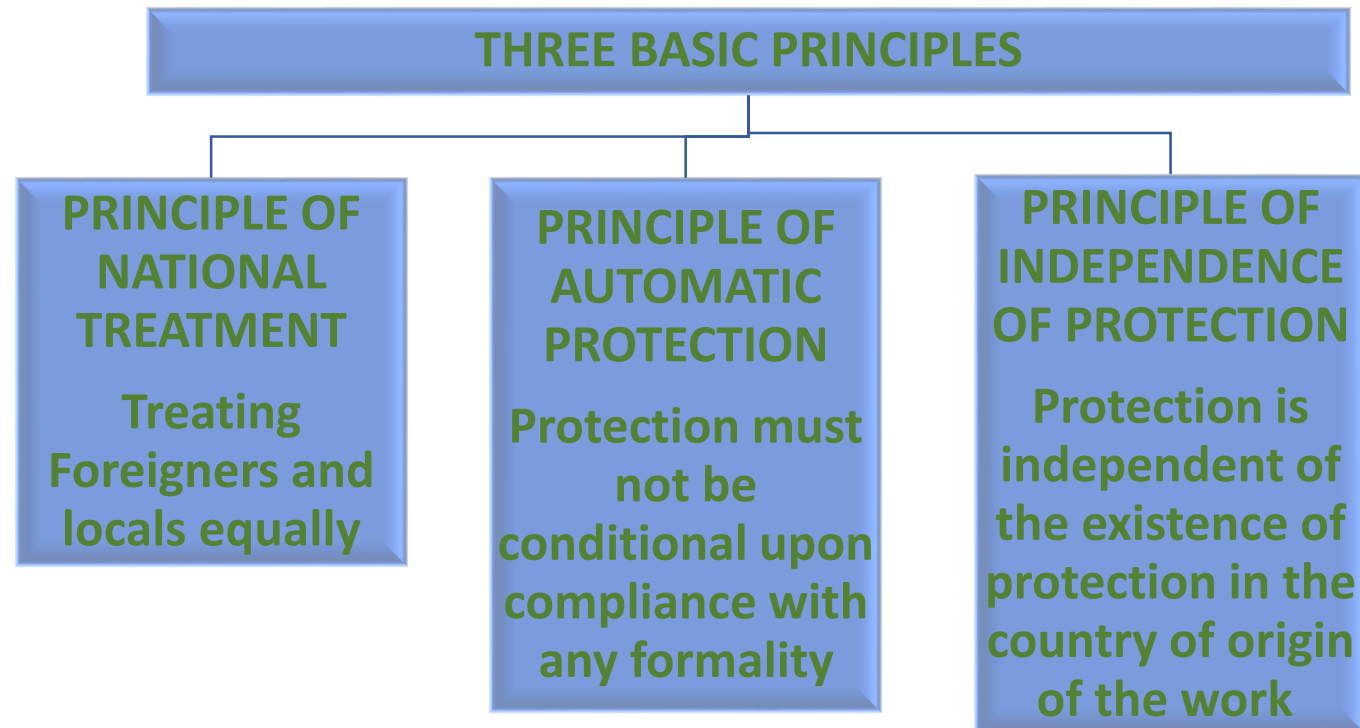 THREE BASIC PRINCIPLES
PRINCIPLE OF
NATIONAL
TREATMENT
Treating
Foreigners and
locals equally
PRINCIPLE OF
AUTOMATIC
PROTECTION
Protection must
not be
conditional upon
compliance with
any formality
PRINCIPLE OF
INDEPENDENCE
OF PROTECTION
Protection is
independent of
the existence of
protection in the
country of origin
of the work